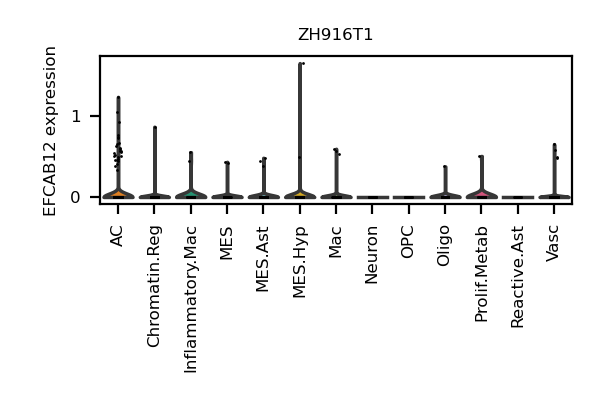 ZH916T1
EFCAB12 expression
1
0
AC
Chromatin.Reg
Inflammatory.Mac
MES
MES.Ast
MES.Hyp
Mac
Neuron
OPC
Oligo
Prolif.Metab
Reactive.Ast
Vasc